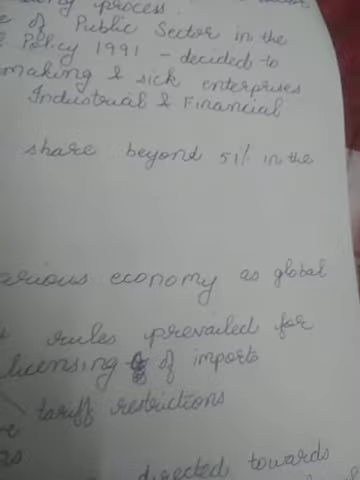 process.
of Public Sector in the
Policy 1991 - decided to
making & sick enterprises
Industrial & Financial
share beyond 51% in the
economy as global
rules prevailed for
licensing of imports
tariff restrictions
directed towards